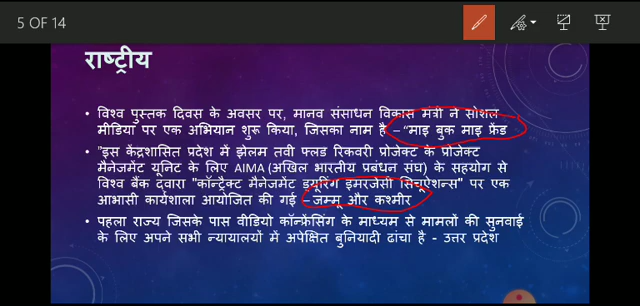 5 OF 14
राष्ट्रीय
• विश्व पुस्तक दिवस के अवसर पर, मानव संसाधन विकास मंत्री ने सोशल
मीडिया पर एक अभियान शुरू किया, जिसका नाम है – "माइ बुक माइ फ्रेंड
• "इस केंद्रशासित प्रदेश में झेलम तवी फ्लड रिकवरी प्रोजेक्ट के प्रोजेक्ट
मैनेजमेंट यूनिट के लिए AIMA (अखिल भारतीय प्रबंधन संघ) के सहयोग से
विश्व बैंक द्वारा "कॉन्ट्रैक्ट मैनेजमेंट ड्यूरिंग इमरजेंसी सिचूएशन्स" पर एक
आभासी कार्यशाला आयोजित की गई – जम्मू और कश्मीर
• पहला राज्य जिसके पास वीडियो कॉन्फ्रेंसिंग के माध्यम से मामलों की सुनवाई
के लिए अपने सभी न्यायालयों में अपेक्षित बुनियादी ढांचा है - उत्तर प्रदेश